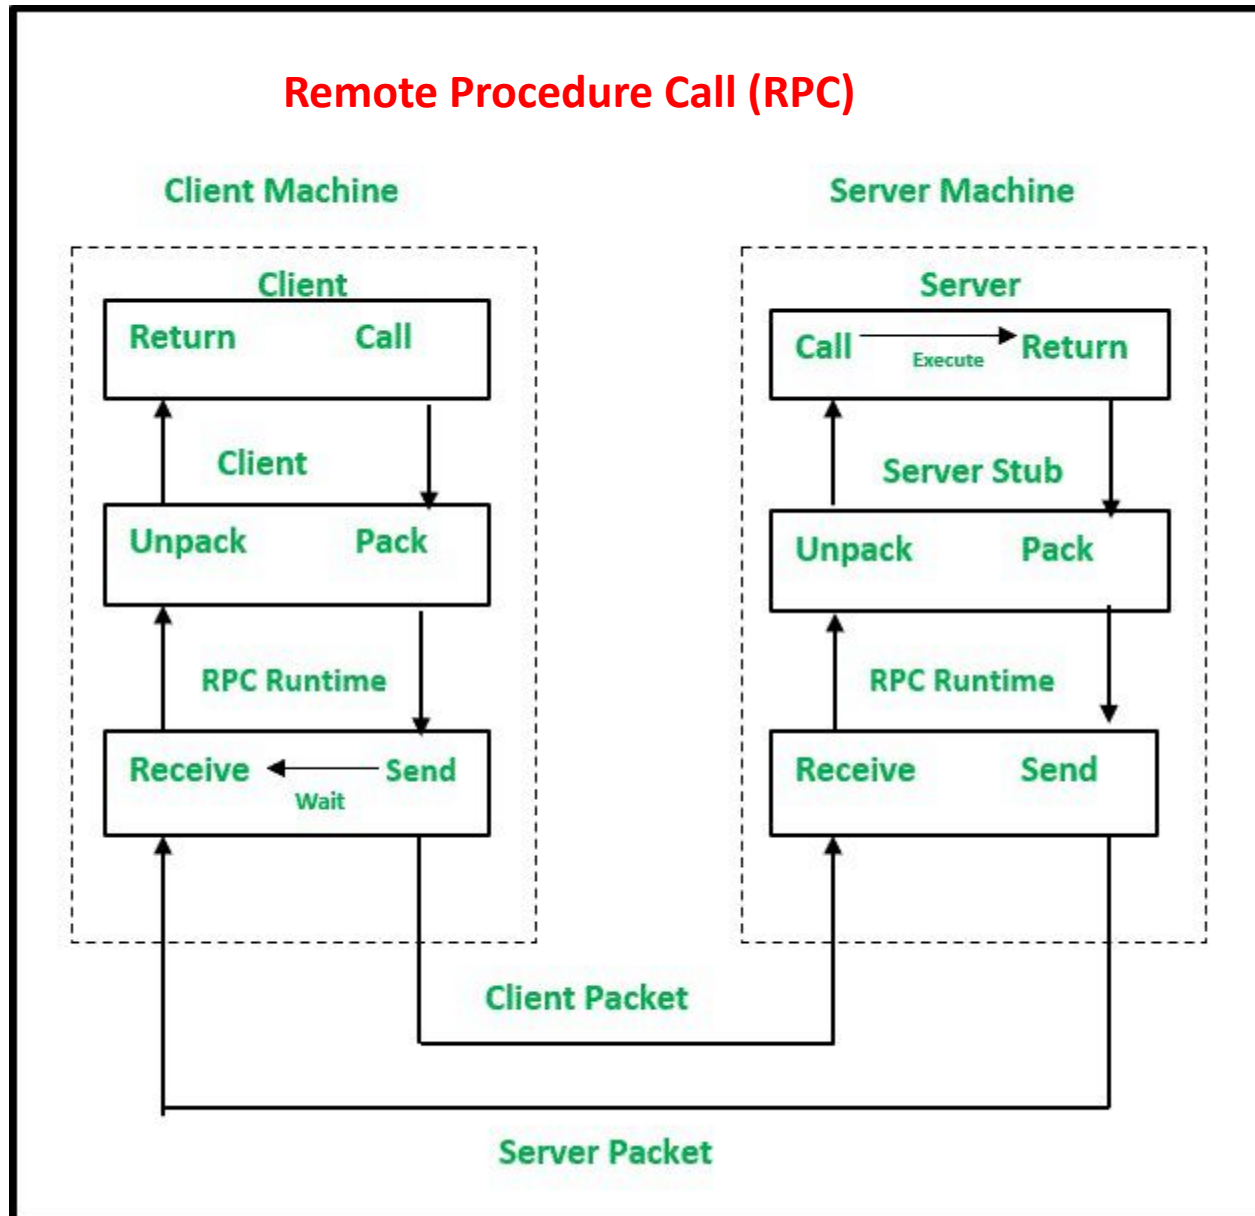 Remote Procedure Call (RPC)
Client Machine
Server Machine
Client
Return Call
Client
Unpack Pack
RPC Runtime
Receive Send
Wait
Server
Call Return
Execute
Server Stub
Unpack Pack
RPC Runtime
Receive Send
Client Packet
Server Packet